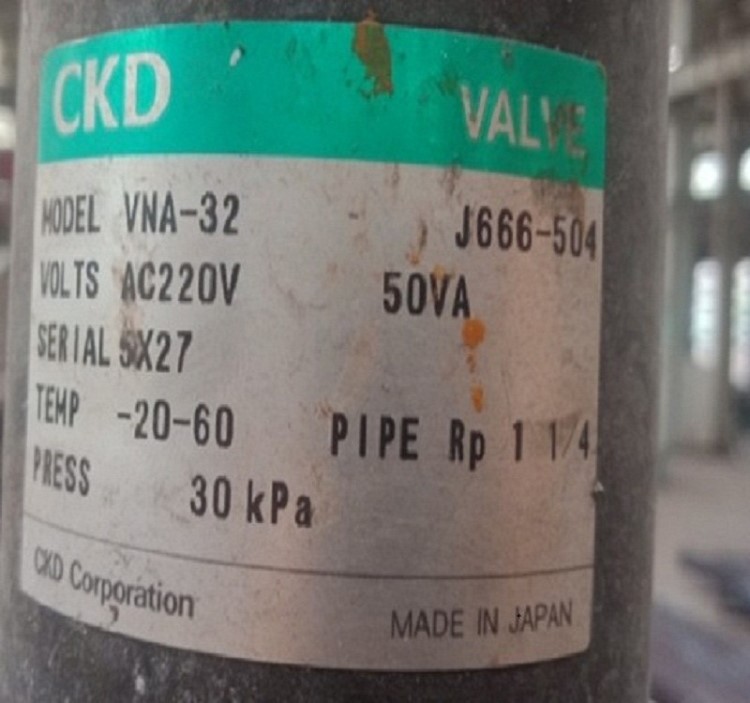 CKD VALVE
MODEL VNA-32 J666-504
VOLTS AC220V 50VA
SERIAL 5X27
TEMP -20-60 PIPE Rp 1 1/4
PRESS 30 kPa
CKD Corporation MADE IN JAPAN